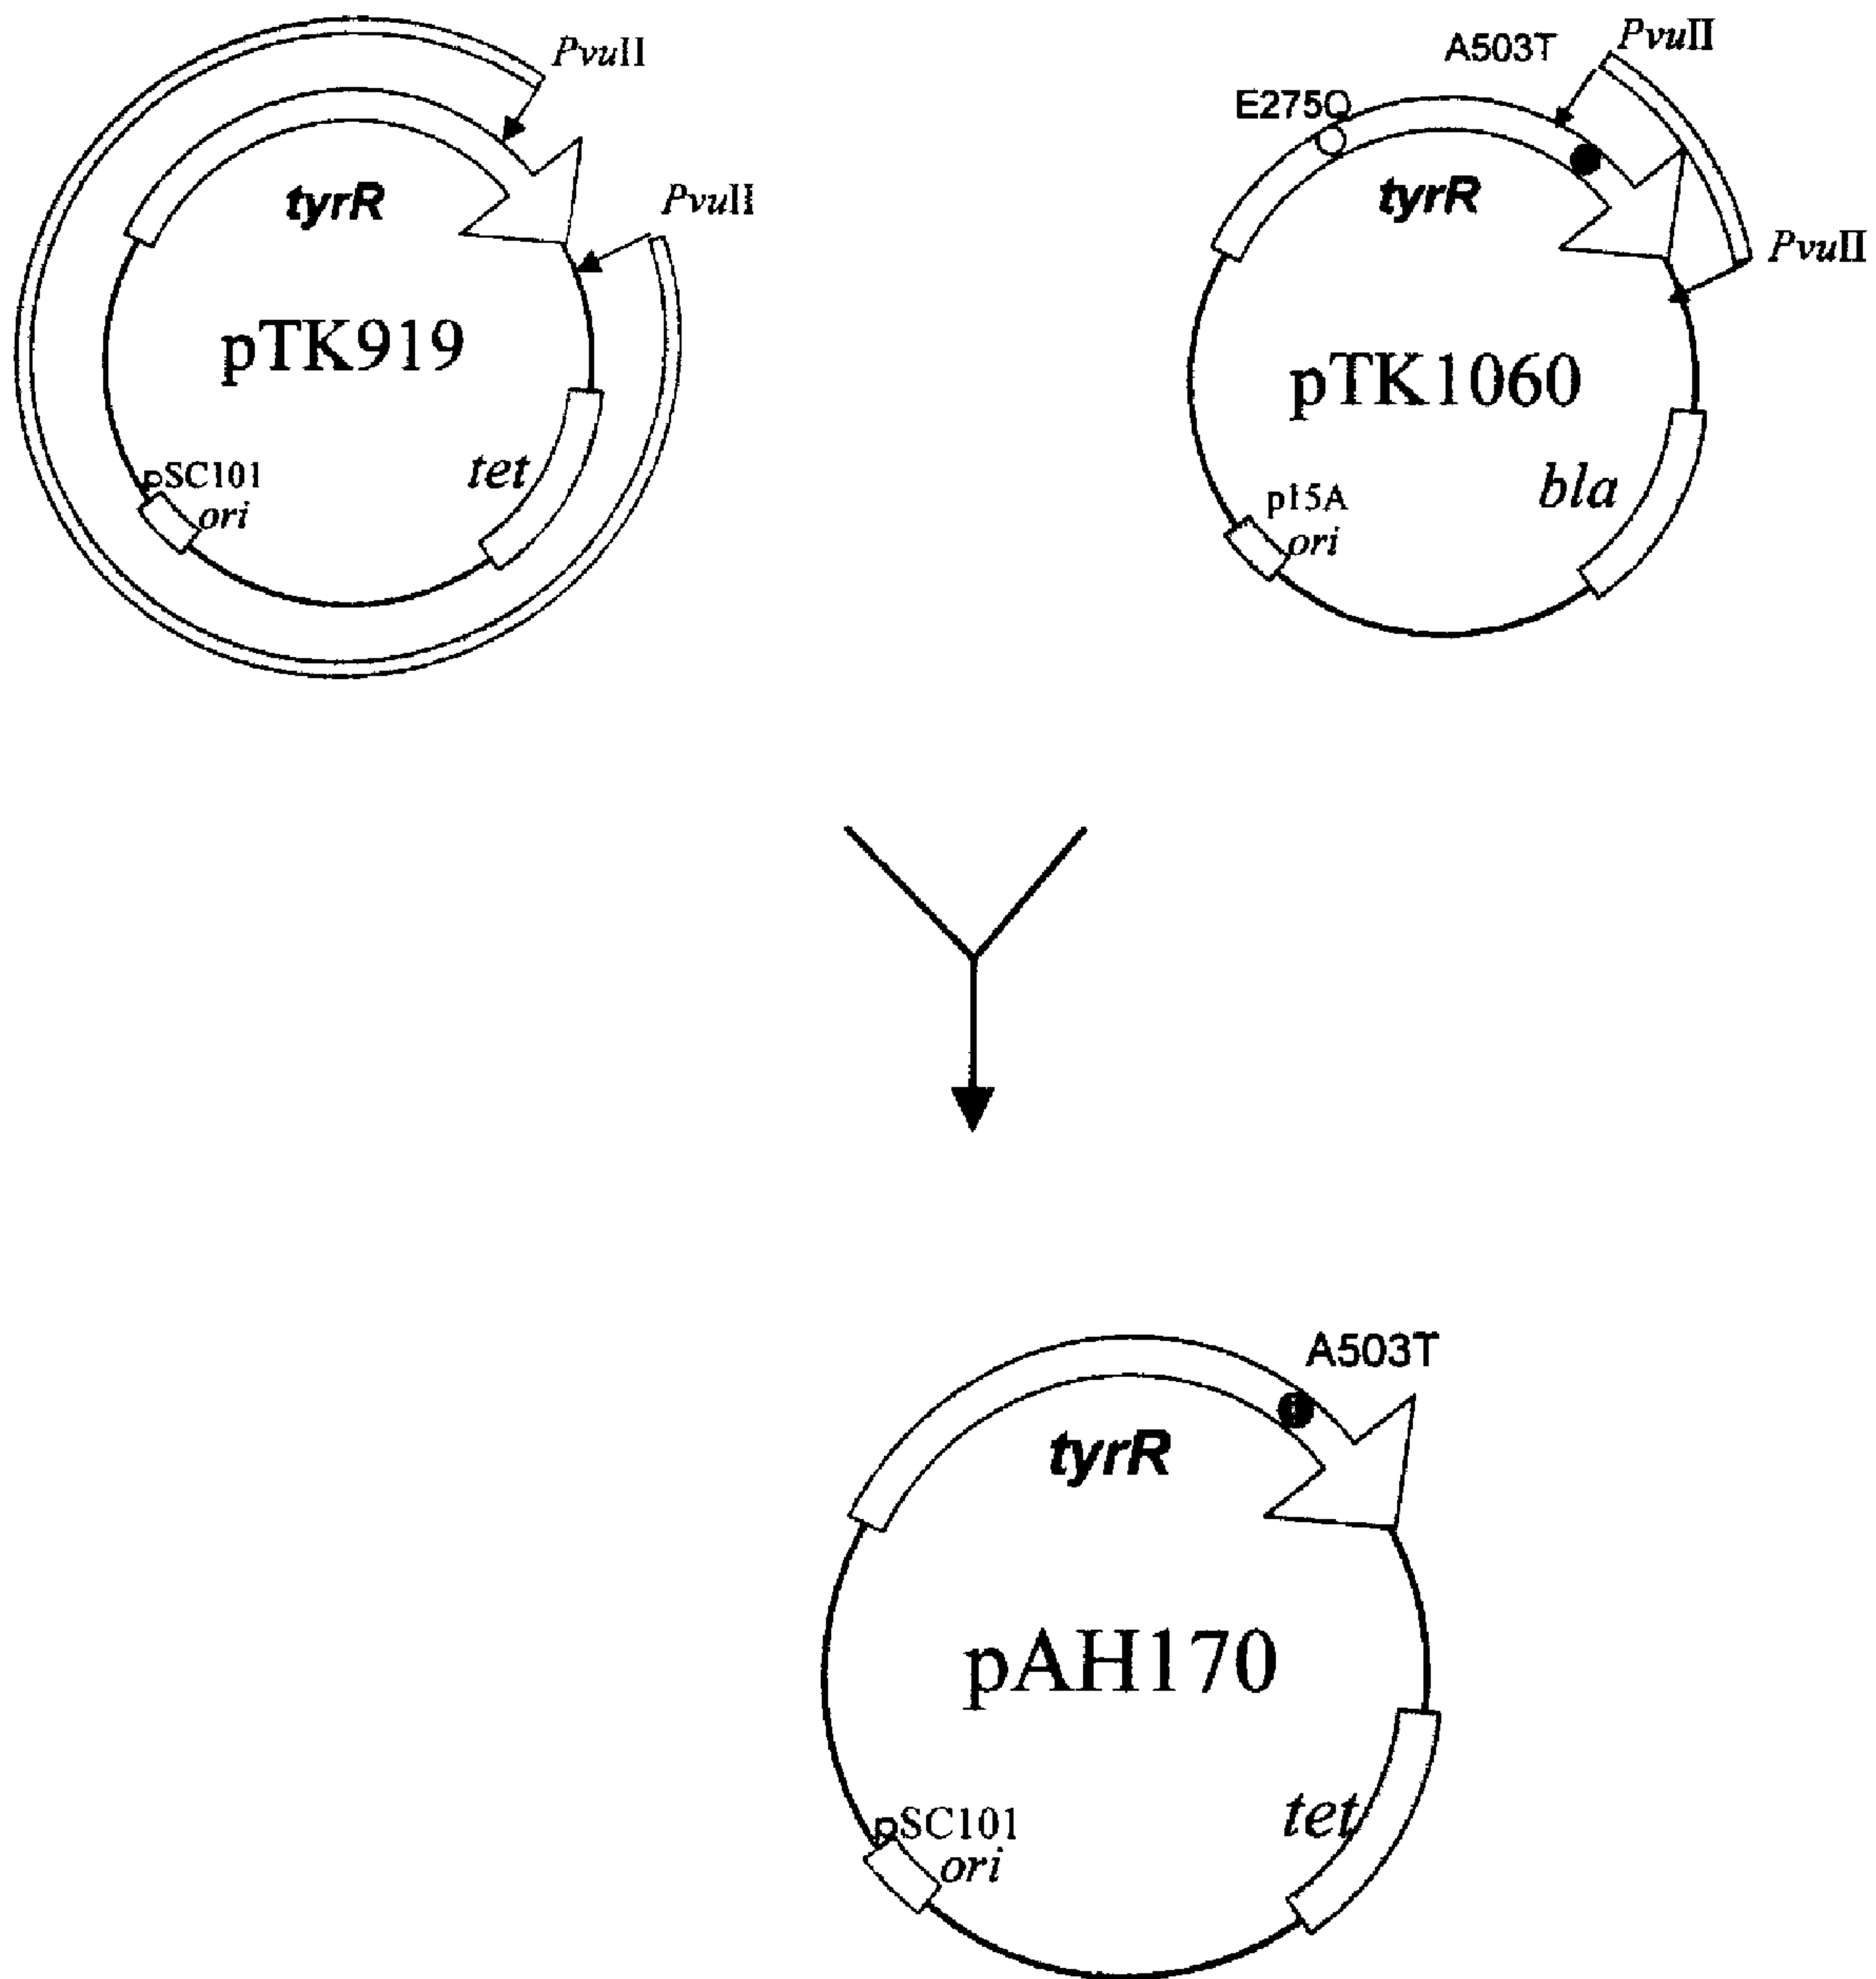 PvuII
tyrR
PvuII
pTK919
pSC101
ori
tet
A503T
PvuII
E275Q
tyrR
PvuII
pTK1060
p15A
ori
bla
A503T
tyrR
pAH170
pSC101
ori
tet